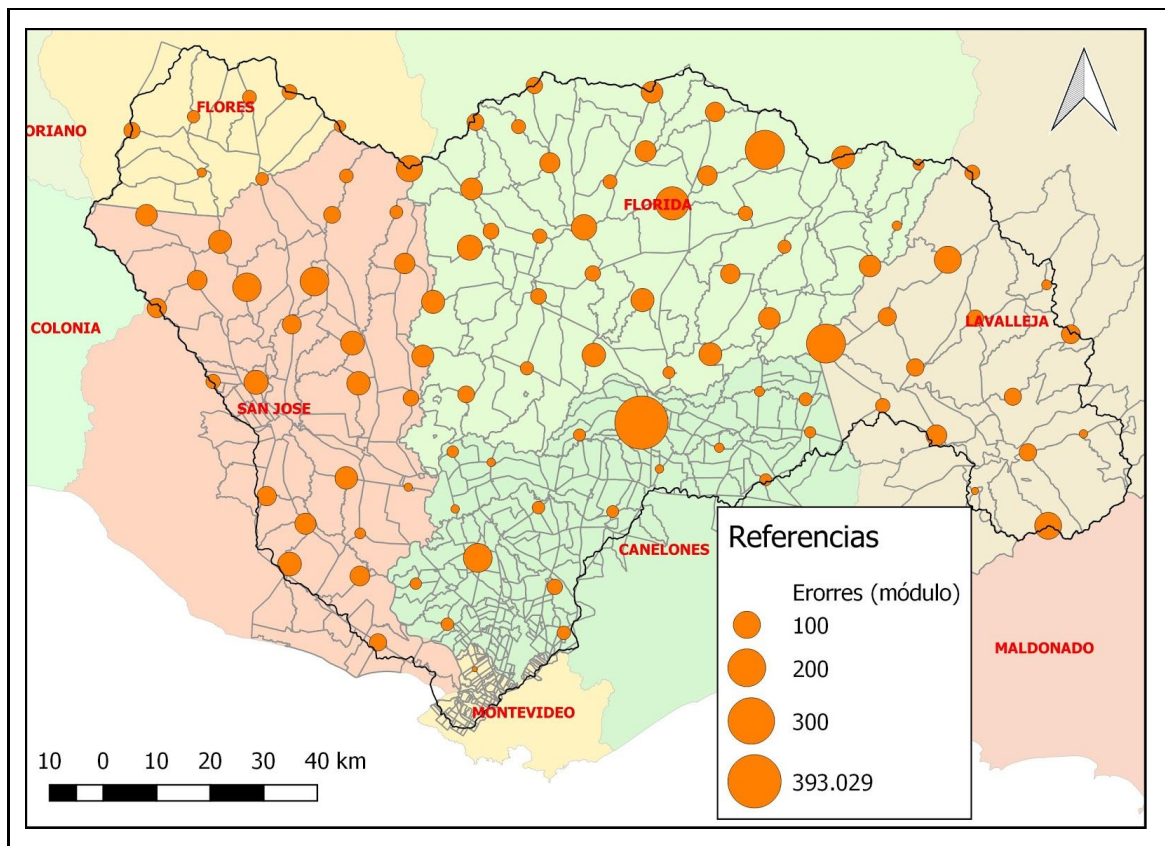 FLORES
ORIANO
FLORIDA
COLONIA
LAVALLEJA
SAN JOSE
CANELONES
MALDONADO
MONTEVIDEO
Referencias
Erorres (módulo)
100
200
300
393.029
10 0 10 20 30 40 km